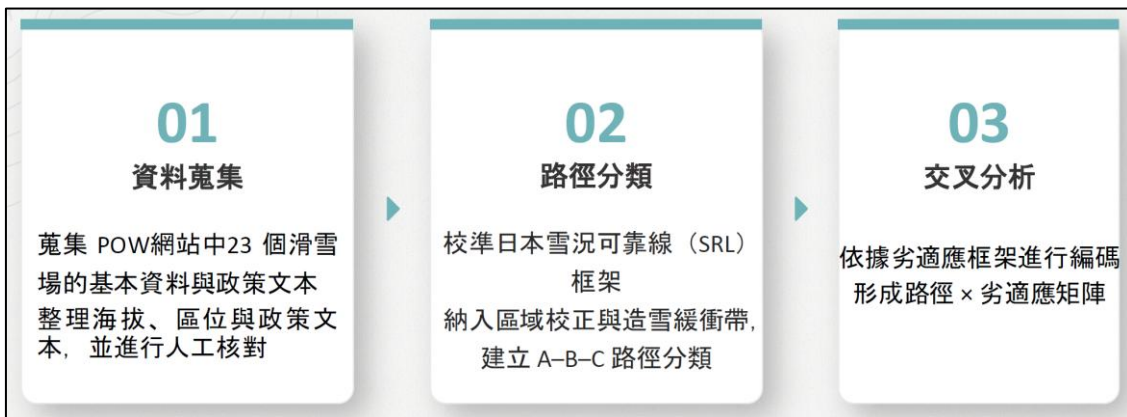 01
資料蒐集
蒐集 POW網站中23 個滑雪
場的基本資料與政策文本
整理海拔、區位與政策文
本，並進行人工核對
02
路徑分類
校準日本雪況可靠線（SRL）
框架
納入區域校正與造雪緩衝帶，
建立 A–B–C 路徑分類
03
交叉分析
依據劣適應框架進行編碼
形成路徑 × 劣適應矩陣